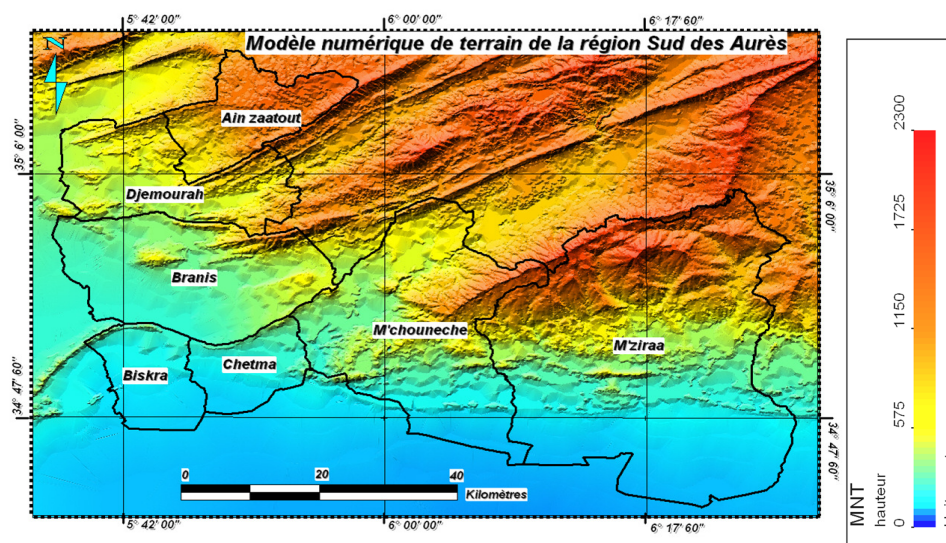 5° 42' 00''
6° 00' 00''
6° 17' 60''
Modèle numérique de terrain de la région Sud des Aurès
N
Ain zaatout
35° 6' 00''
35° 6' 00''
Djemourah
Branis
M'chouneche
M'ziraa
Chetma
Biskra
34° 47' 60''
34° 47' 60''
0 20 40
Kilomètres
5° 42' 00''
6° 00' 00''
6° 17' 60''
MNT
hauteur
0 575 1150 1725 2300